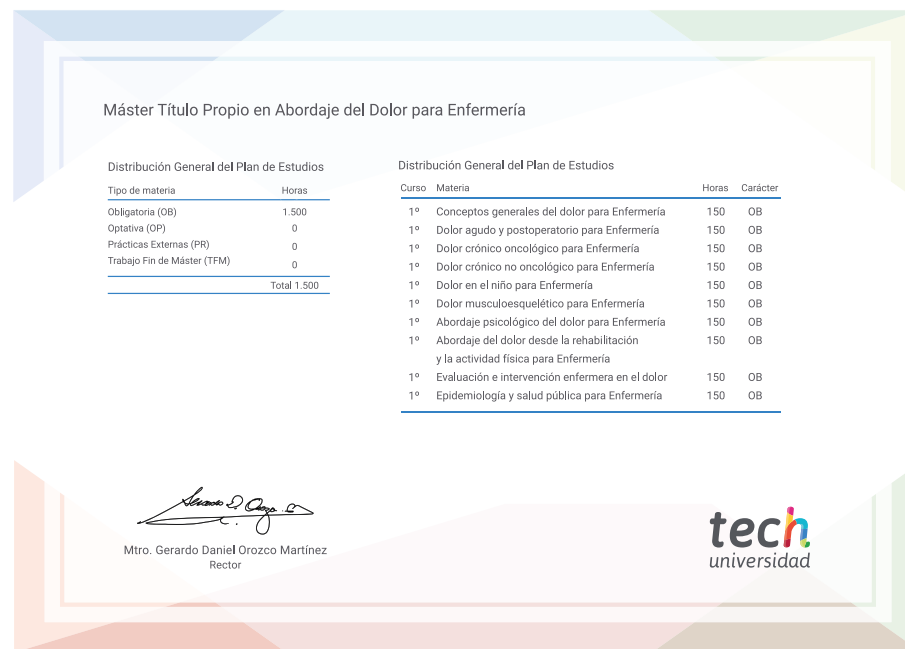 Máster Título Propio en Abordaje del Dolor para Enfermería
Distribución General del Plan de Estudios
Tipo de materia Horas
Obligatoria (OB) 1.500
Optativa (OP) 0
Prácticas Externas (PR) 0
Trabajo Fin de Máster (TFM) 0
Total 1.500
Distribución General del Plan de Estudios
Curso Materia Horas Carácter
1º Conceptos generales del dolor para Enfermería 150 OB
1º Dolor agudo y postoperatorio para Enfermería 150 OB
1º Dolor crónico oncológico para Enfermería 150 OB
1º Dolor crónico no oncológico para Enfermería 150 OB
1º Dolor en el niño para Enfermería 150 OB
1º Dolor musculoesquelético para Enfermería 150 OB
1º Abordaje psicológico del dolor para Enfermería 150 OB
1º Abordaje del dolor desde la rehabilitación 150 OB
y la actividad física para Enfermería
1º Evaluación e intervención enfermera en el dolor 150 OB
1º Epidemiología y salud pública para Enfermería 150 OB
Mtro. Gerardo Daniel Orozco Martínez
Rector
tech
universidad